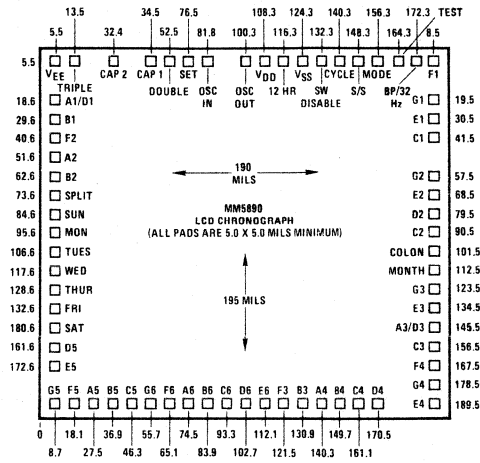 108.3 124.3 140.3 156.3 TEST
13.5 34.5 76.5 116.3 132.3 148.3 164.3 172.3
5.5 32.4 52.5 81.8 100.3 8.5
5.5
VEE CAP 2 CAP 1 SET VDD VSS CYCLE MODE F1
TRIPLE DOUBLE OSC IN OSC OUT 12 HR SW DISABLE S/S BP/32 Hz
18.6 A1/D1 G1 19.5
29.6 B1 E1 30.5
40.6 F2 C1 41.5
51.6 A2
62.6 B2 G2 57.5
73.6 SPLIT E2 68.5
84.6 SUN D2 79.5
95.6 MON C2 90.5
106.6 TUES COLON 101.5
117.6 WED MONTH 112.5
128.6 THUR G3 123.5
132.6 FRI E3 134.5
180.6 SAT A3/D3 145.5
161.6 D5 C3 156.5
172.6 E5 F4 167.5
G4 178.5
E4 189.5
190
MILS
MM5890
LCD CHRONOGRAPH
(ALL PADS ARE 5.0 X 5.0 MILS MINIMUM)
195 MILS
G5 F5 A5 B5 C5 G6 F6 A6 B6 C6 D6 E6 F3 B3 A4 B4 C4 D4
0 18.1 36.9 55.7 74.5 93.3 112.1 130.9 149.7 170.5
8.7 27.5 46.3 65.1 83.9 102.7 121.5 140.3 161.1